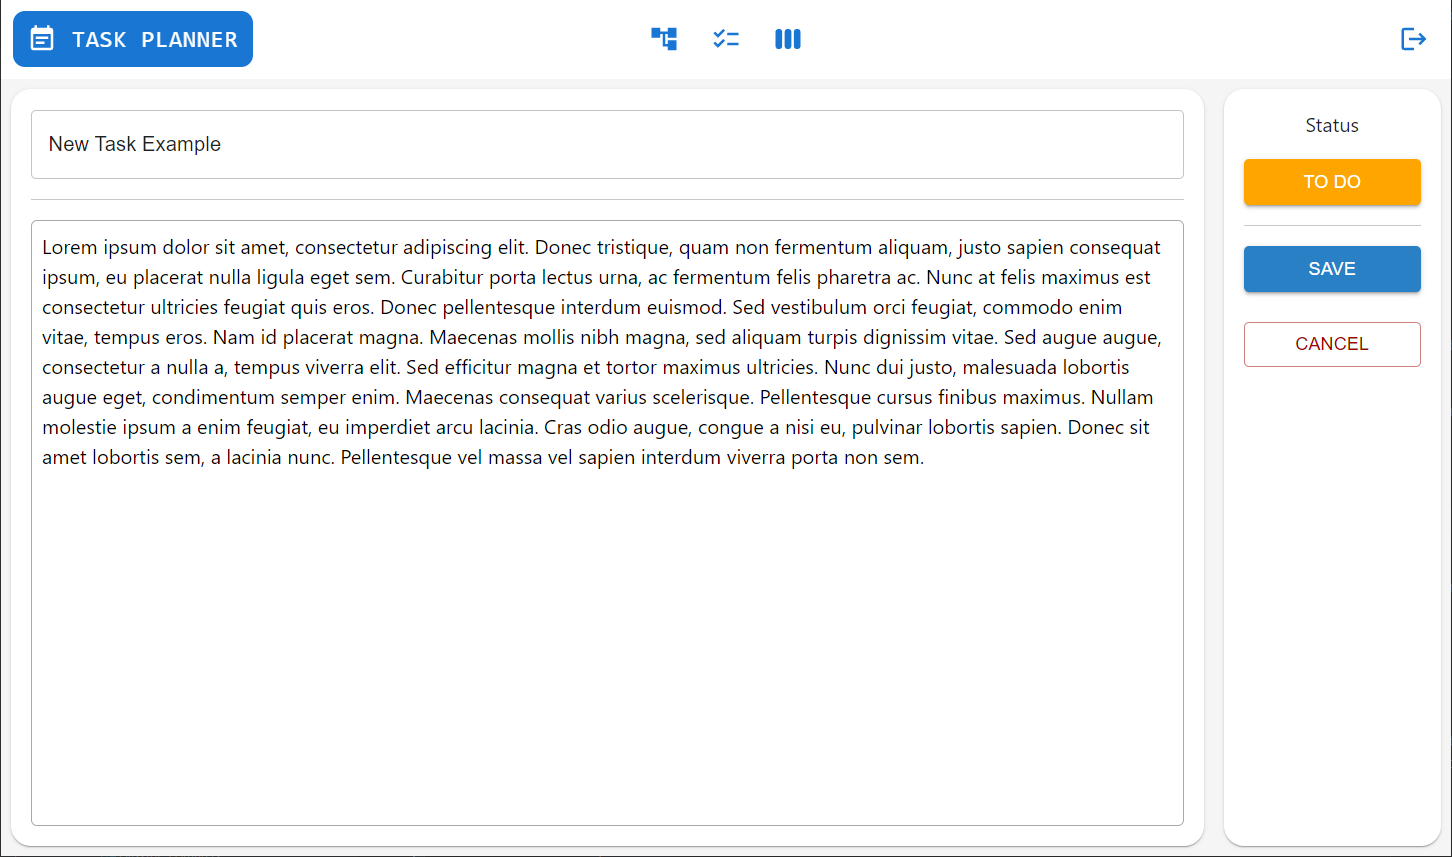 TASK PLANNER
New Task Example
Lorem ipsum dolor sit amet, consectetur adipiscing elit. Donec tristique, quam non fermentum aliquam, justo sapien consequat
ipsum, eu placerat nulla ligula eget sem. Curabitur porta lectus urna, ac fermentum felis pharetra ac. Nunc at felis maximus est
consectetur ultricies feugiat quis eros. Donec pellentesque interdum euismod. Sed vestibulum orci feugiat, commodo enim
vitae, tempus eros. Nam id placerat magna. Maecenas mollis nibh magna, sed aliquam turpis dignissim vitae. Sed augue augue,
consectetur a nulla a, tempus viverra elit. Sed efficitur magna et tortor maximus ultricies. Nunc dui justo, malesuada lobortis
augue eget, condimentum semper enim. Maecenas consequat varius scelerisque. Pellentesque cursus finibus maximus. Nullam
molestie ipsum a enim feugiat, eu imperdiet arcu lacinia. Cras odio augue, congue a nisi eu, pulvinar lobortis sapien. Donec sit
amet lobortis sem, a lacinia nunc. Pellentesque vel massa vel sapien interdum viverra porta non sem.
Status
TO DO
SAVE
CANCEL